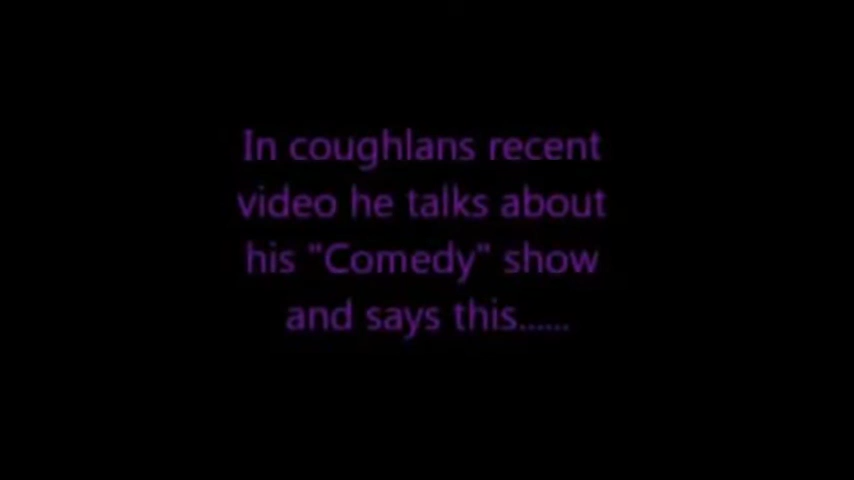 In coughlans recent
video he talks about
his "Comedy" show
and says this......